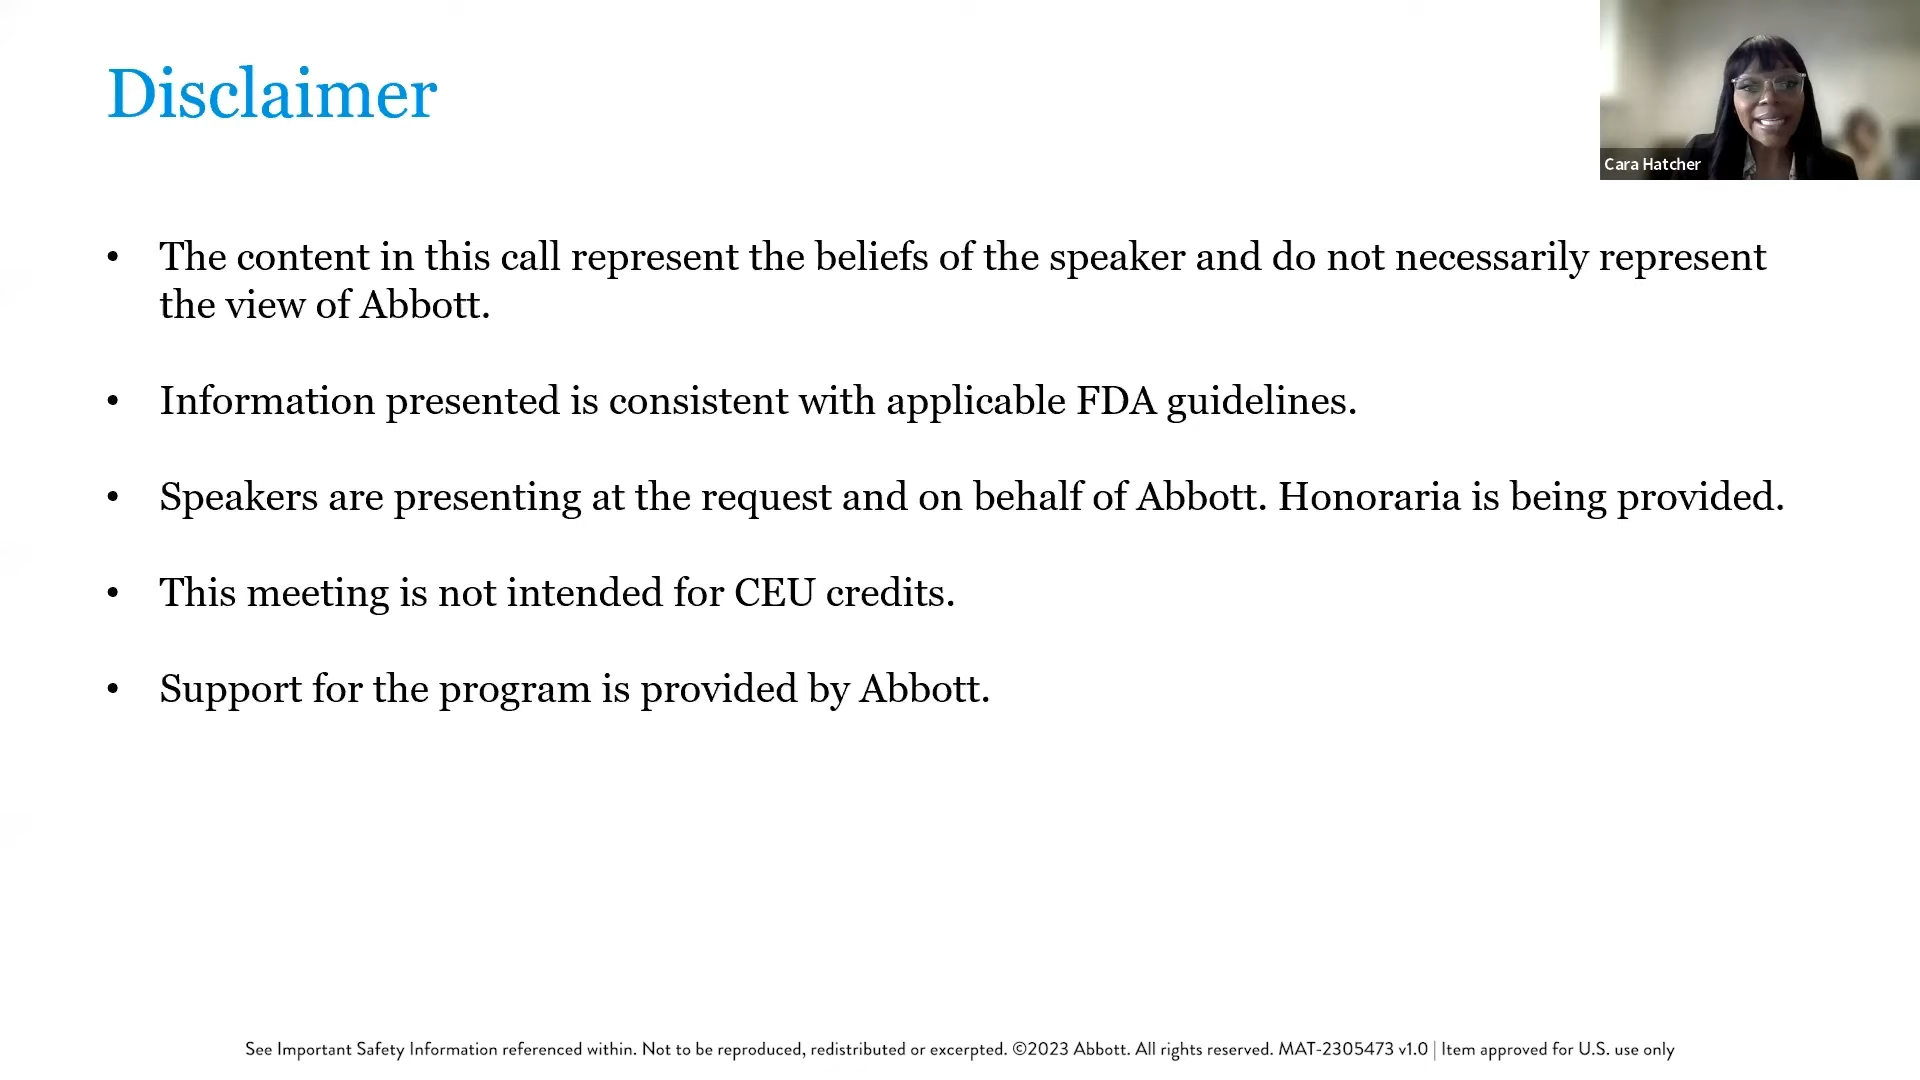 Disclaimer
Cara Hatcher
• The content in this call represent the beliefs of the speaker and do not necessarily represent
the view of Abbott.
• Information presented is consistent with applicable FDA guidelines.
• Speakers are presenting at the request and on behalf of Abbott. Honoraria is being provided.
• This meeting is not intended for CEU credits.
• Support for the program is provided by Abbott.
See Important Safety Information referenced within. Not to be reproduced, redistributed or excerpted. ©2023 Abbott. All rights reserved. MAT-2305473 v1.0 | Item approved for U.S. use only